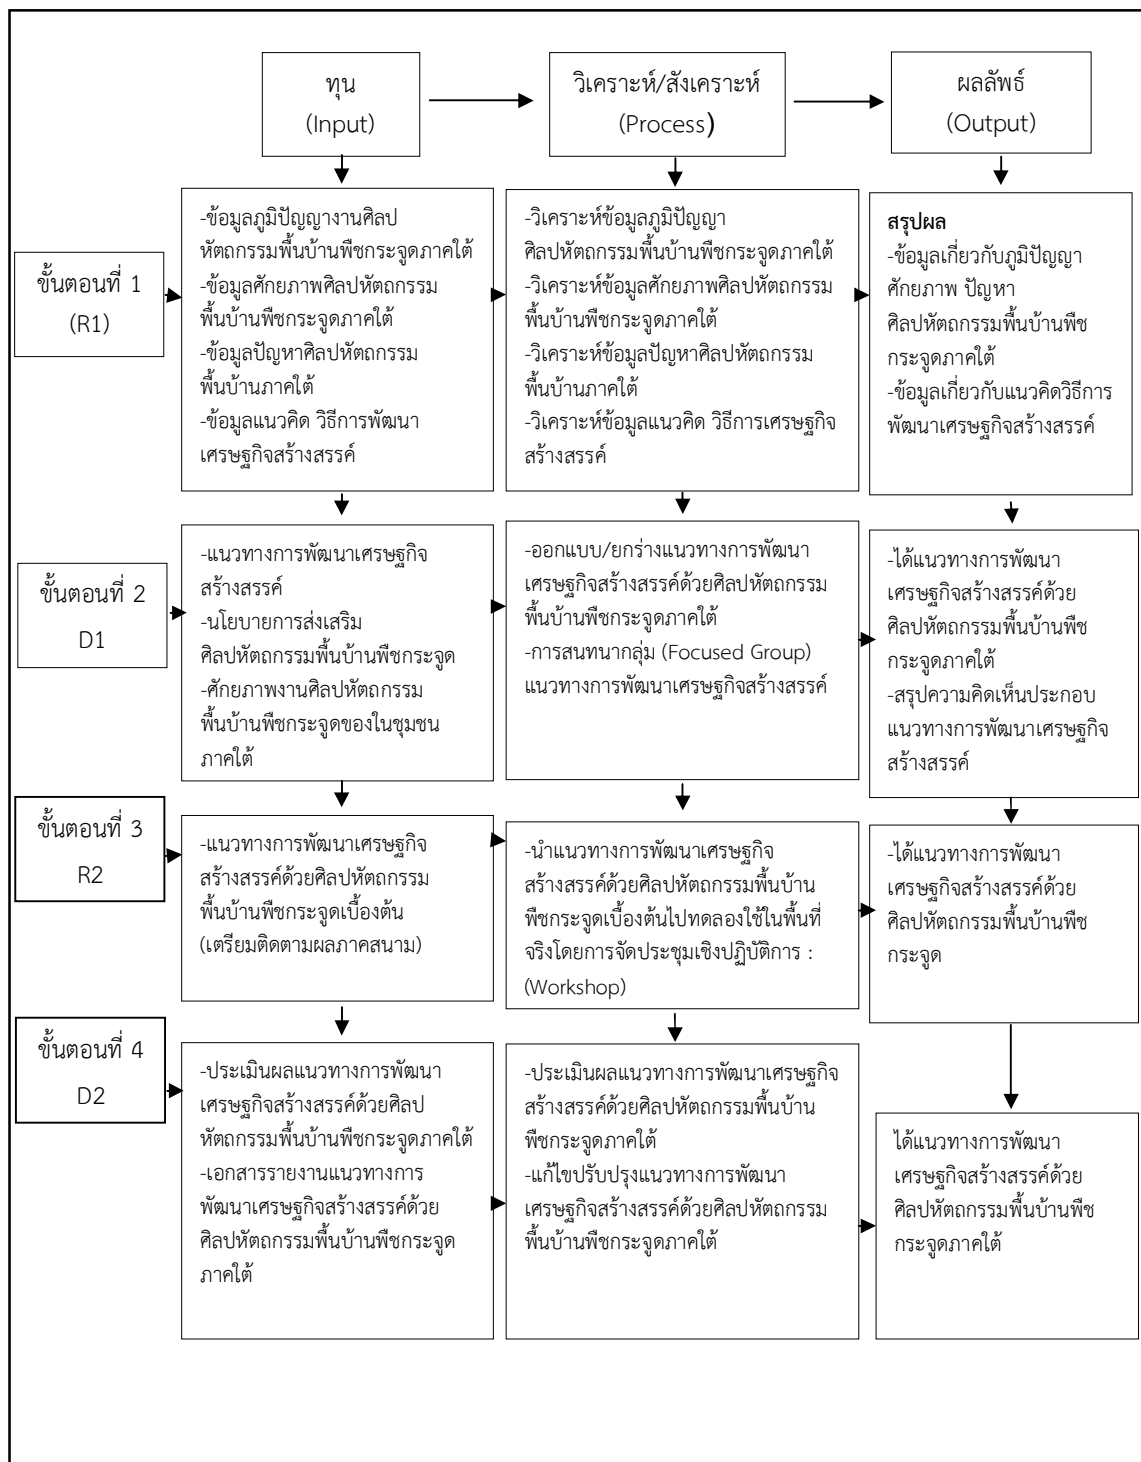 ทุน
(Input)
วิเคราะห์/สังเคราะห์
(Process)
ผลลัพธ์
(Output)
ขั้นตอนที่ 1
(R1)
-ข้อมูลภูมิปัญญางานศิลป
หัตถกรรมพื้นบ้านพืชกระจูดภาคใต้
-ข้อมูลศักยภาพศิลปหัตถกรรม
พื้นบ้านพืชกระจูดภาคใต้
-ข้อมูลปัญหาศิลปหัตถกรรม
พื้นบ้านภาคใต้
-ข้อมูลแนวคิด วิธีการพัฒนา
เศรษฐกิจสร้างสรรค์
-วิเคราะห์ข้อมูลภูมิปัญญา
ศิลปหัตถกรรมพื้นบ้านพืชกระจูดภาคใต้
-วิเคราะห์ข้อมูลศักยภาพศิลปหัตถกรรม
พื้นบ้านพืชกระจูดภาคใต้
-วิเคราะห์ข้อมูลปัญหาศิลปหัตถกรรม
พื้นบ้านภาคใต้
-วิเคราะห์ข้อมูลแนวคิด วิธีการเศรษฐกิจ
สร้างสรรค์
สรุปผล
-ข้อมูลเกี่ยวกับภูมิปัญญา
ศักยภาพ ปัญหา
ศิลปหัตถกรรมพื้นบ้านพืช
กระจูดภาคใต้
-ข้อมูลเกี่ยวกับแนวคิดวิธีการ
พัฒนาเศรษฐกิจสร้างสรรค์
ขั้นตอนที่ 2
D1
-แนวทางการพัฒนาเศรษฐกิจ
สร้างสรรค์
-นโยบายการส่งเสริม
ศิลปหัตถกรรมพื้นบ้านพืชกระจูด
-ศักยภาพงานศิลปหัตถกรรม
พื้นบ้านพืชกระจูดของในชุมชน
ภาคใต้
-ออกแบบ/ยกร่างแนวทางการพัฒนา
เศรษฐกิจสร้างสรรค์ด้วยศิลปหัตถกรรม
พื้นบ้านพืชกระจูดภาคใต้
-การสนทนากลุ่ม (Focused Group)
แนวทางการพัฒนาเศรษฐกิจสร้างสรรค์
-ได้แนวทางการพัฒนา
เศรษฐกิจสร้างสรรค์ด้วย
ศิลปหัตถกรรมพื้นบ้านพืช
กระจูดภาคใต้
-สรุปความคิดเห็นประกอบ
แนวทางการพัฒนาเศรษฐกิจ
สร้างสรรค์
ขั้นตอนที่ 3
R2
-แนวทางการพัฒนาเศรษฐกิจ
สร้างสรรค์ด้วยศิลปหัตถกรรม
พื้นบ้านพืชกระจูดเบื้องต้น
(เตรียมติดตามผลภาคสนาม)
-นำแนวทางการพัฒนาเศรษฐกิจ
สร้างสรรค์ด้วยศิลปหัตถกรรมพื้นบ้าน
พืชกระจูดเบื้องต้นไปทดลองใช้ในพื้นที่
จริงโดยการจัดประชุมเชิงปฏิบัติการ :
(Workshop)
-ได้แนวทางการพัฒนา
เศรษฐกิจสร้างสรรค์ด้วย
ศิลปหัตถกรรมพื้นบ้านพืช
กระจูด
ขั้นตอนที่ 4
D2
-ประเมินผลแนวทางการพัฒนา
เศรษฐกิจสร้างสรรค์ด้วยศิลป
หัตถกรรมพื้นบ้านพืชกระจูดภาคใต้
-เอกสารรายงานแนวทางการ
พัฒนาเศรษฐกิจสร้างสรรค์ด้วย
ศิลปหัตถกรรมพื้นบ้านพืชกระจูด
ภาคใต้
-ประเมินผลแนวทางการพัฒนาเศรษฐกิจ
สร้างสรรค์ด้วยศิลปหัตถกรรมพื้นบ้าน
พืชกระจูดภาคใต้
-แก้ไขปรับปรุงแนวทางการพัฒนา
เศรษฐกิจสร้างสรรค์ด้วยศิลปหัตถกรรม
พื้นบ้านพืชกระจูดภาคใต้
ได้แนวทางการพัฒนา
เศรษฐกิจสร้างสรรค์ด้วย
ศิลปหัตถกรรมพื้นบ้านพืช
กระจูดภาคใต้